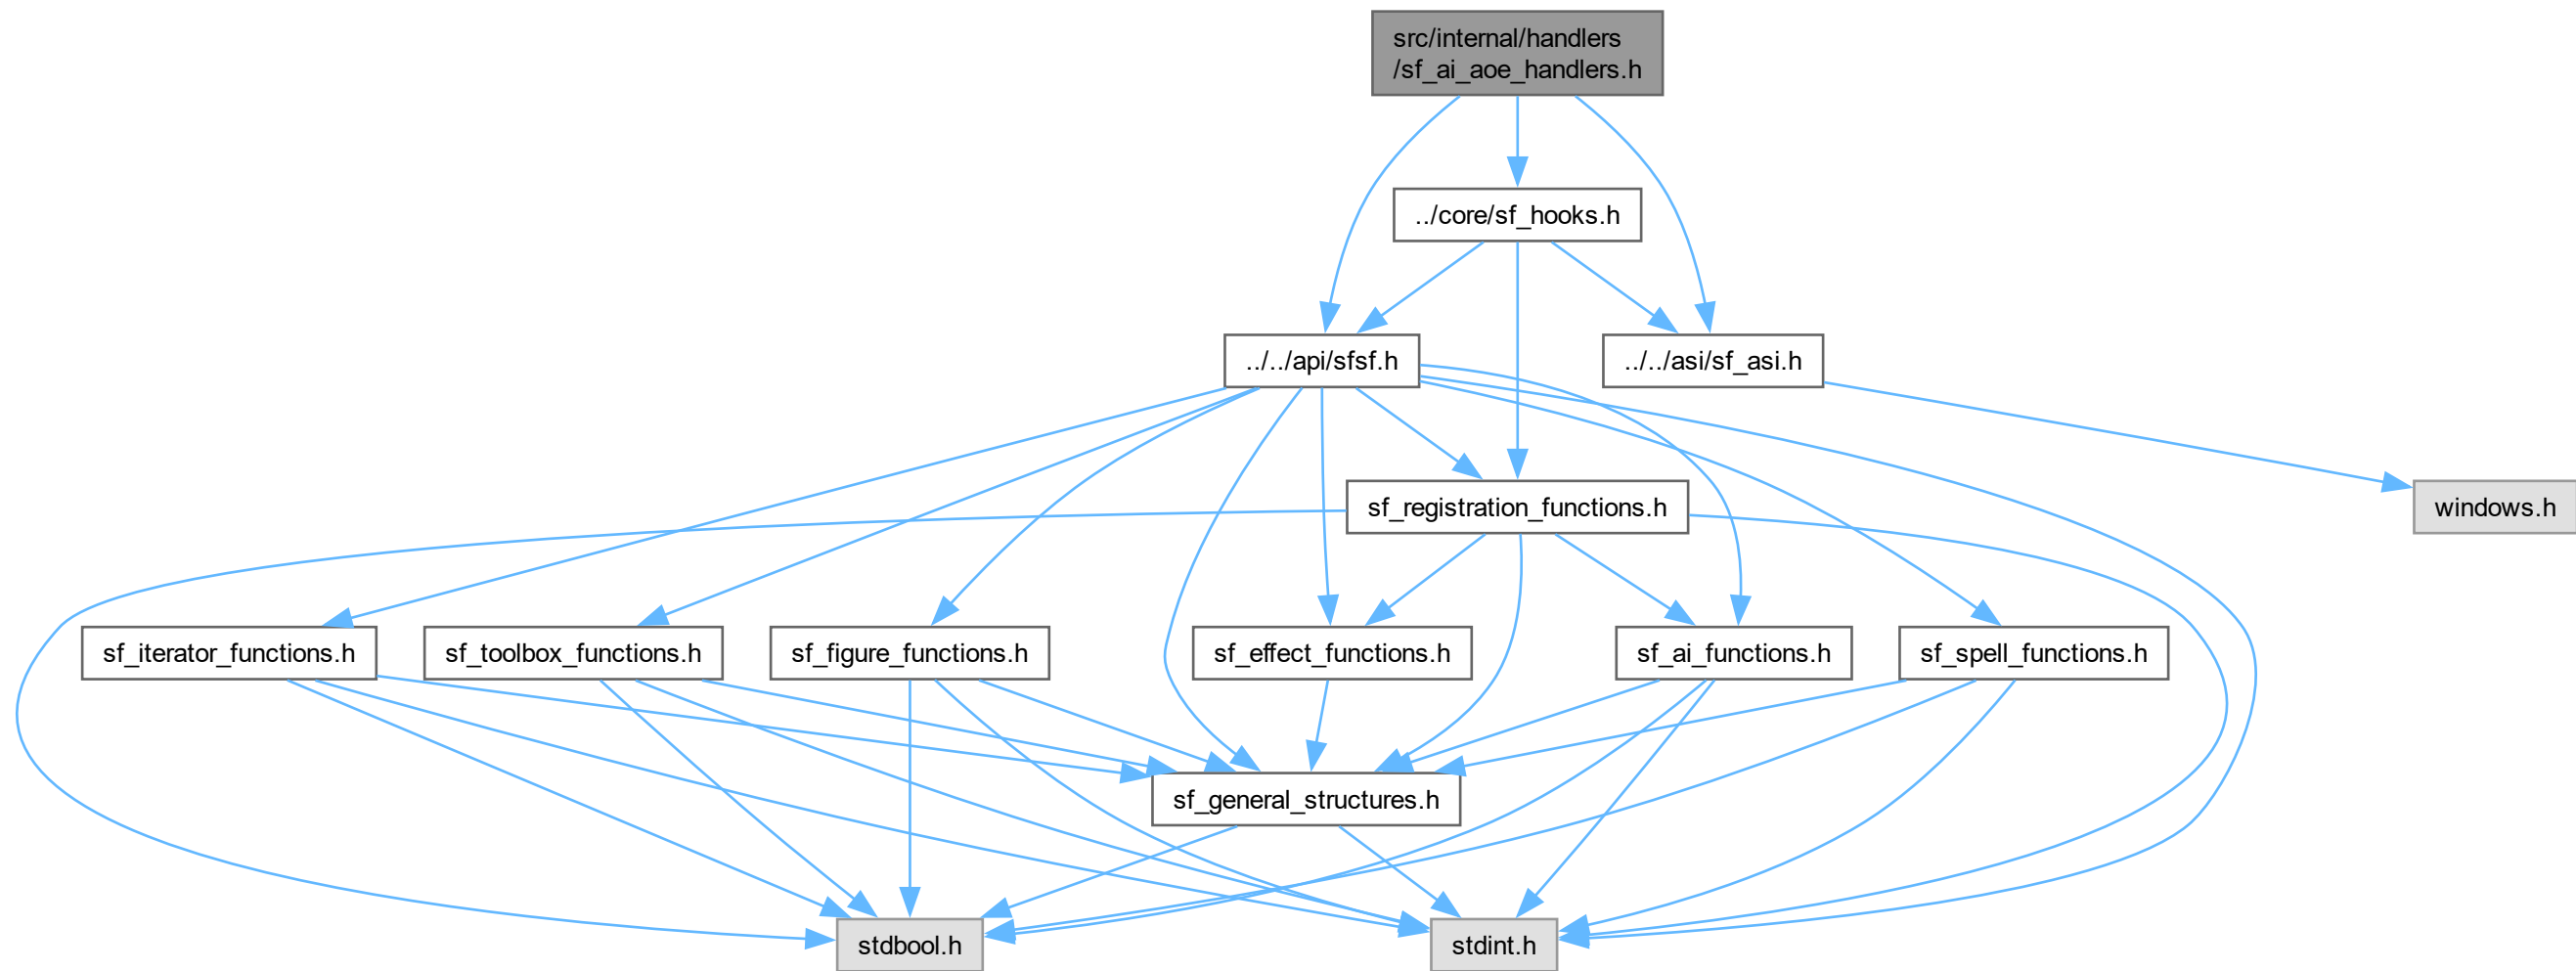 src/internal/handlers
/sf_ai_aoe_handlers.h
../core/sf_hooks.h
../../api/sfsf.h
../../asi/sf_asi.h
sf_registration_functions.h
windows.h
sf_iterator_functions.h
sf_toolbox_functions.h
sf_figure_functions.h
sf_effect_functions.h
sf_ai_functions.h
sf_spell_functions.h
sf_general_structures.h
stdbool.h
stdint.h